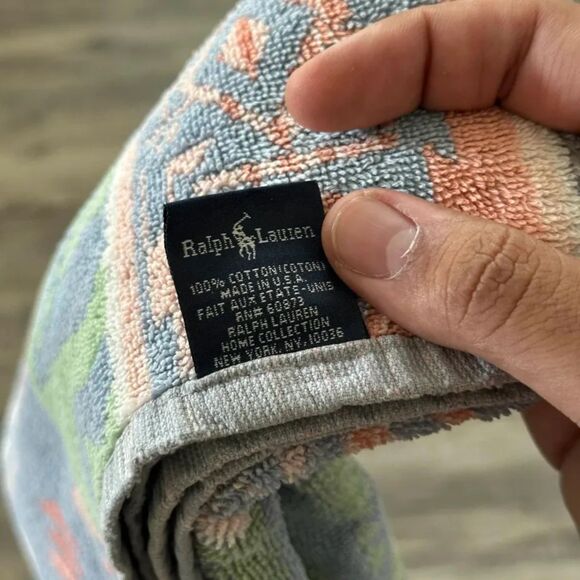 Ralph Lauren
100% COTTON/COTONI
MADE IN U.S.A.
FAIT AUX ETATS-UNIS
RN# 60873
RALPH LAUREN
HOME COLLECTION
NEW YORK, NY. 10036